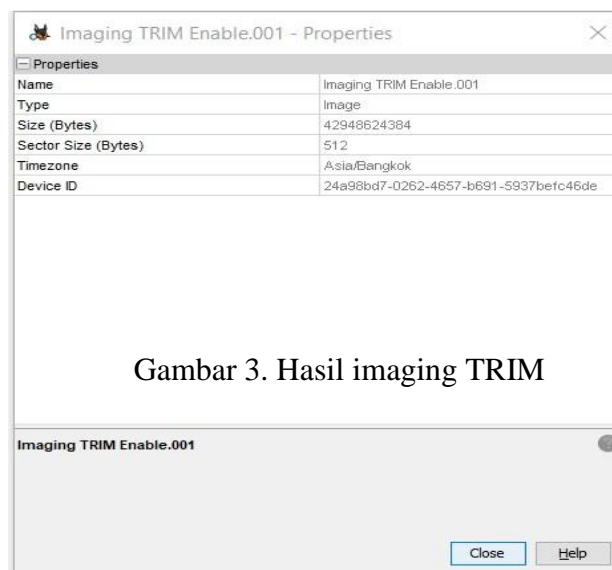 Imaging TRIM Enable.001 - Properties
Properties
Name Imaging TRIM Enable.001
Type Image
Size (Bytes) 42948624384
Sector Size (Bytes) 512
Timezone Asia/Bangkok
Device ID 24a98bd7-0262-4657-b691-5937befc46de
Gambar 3. Hasil imaging TRIM
Imaging TRIM Enable.001
Close Help